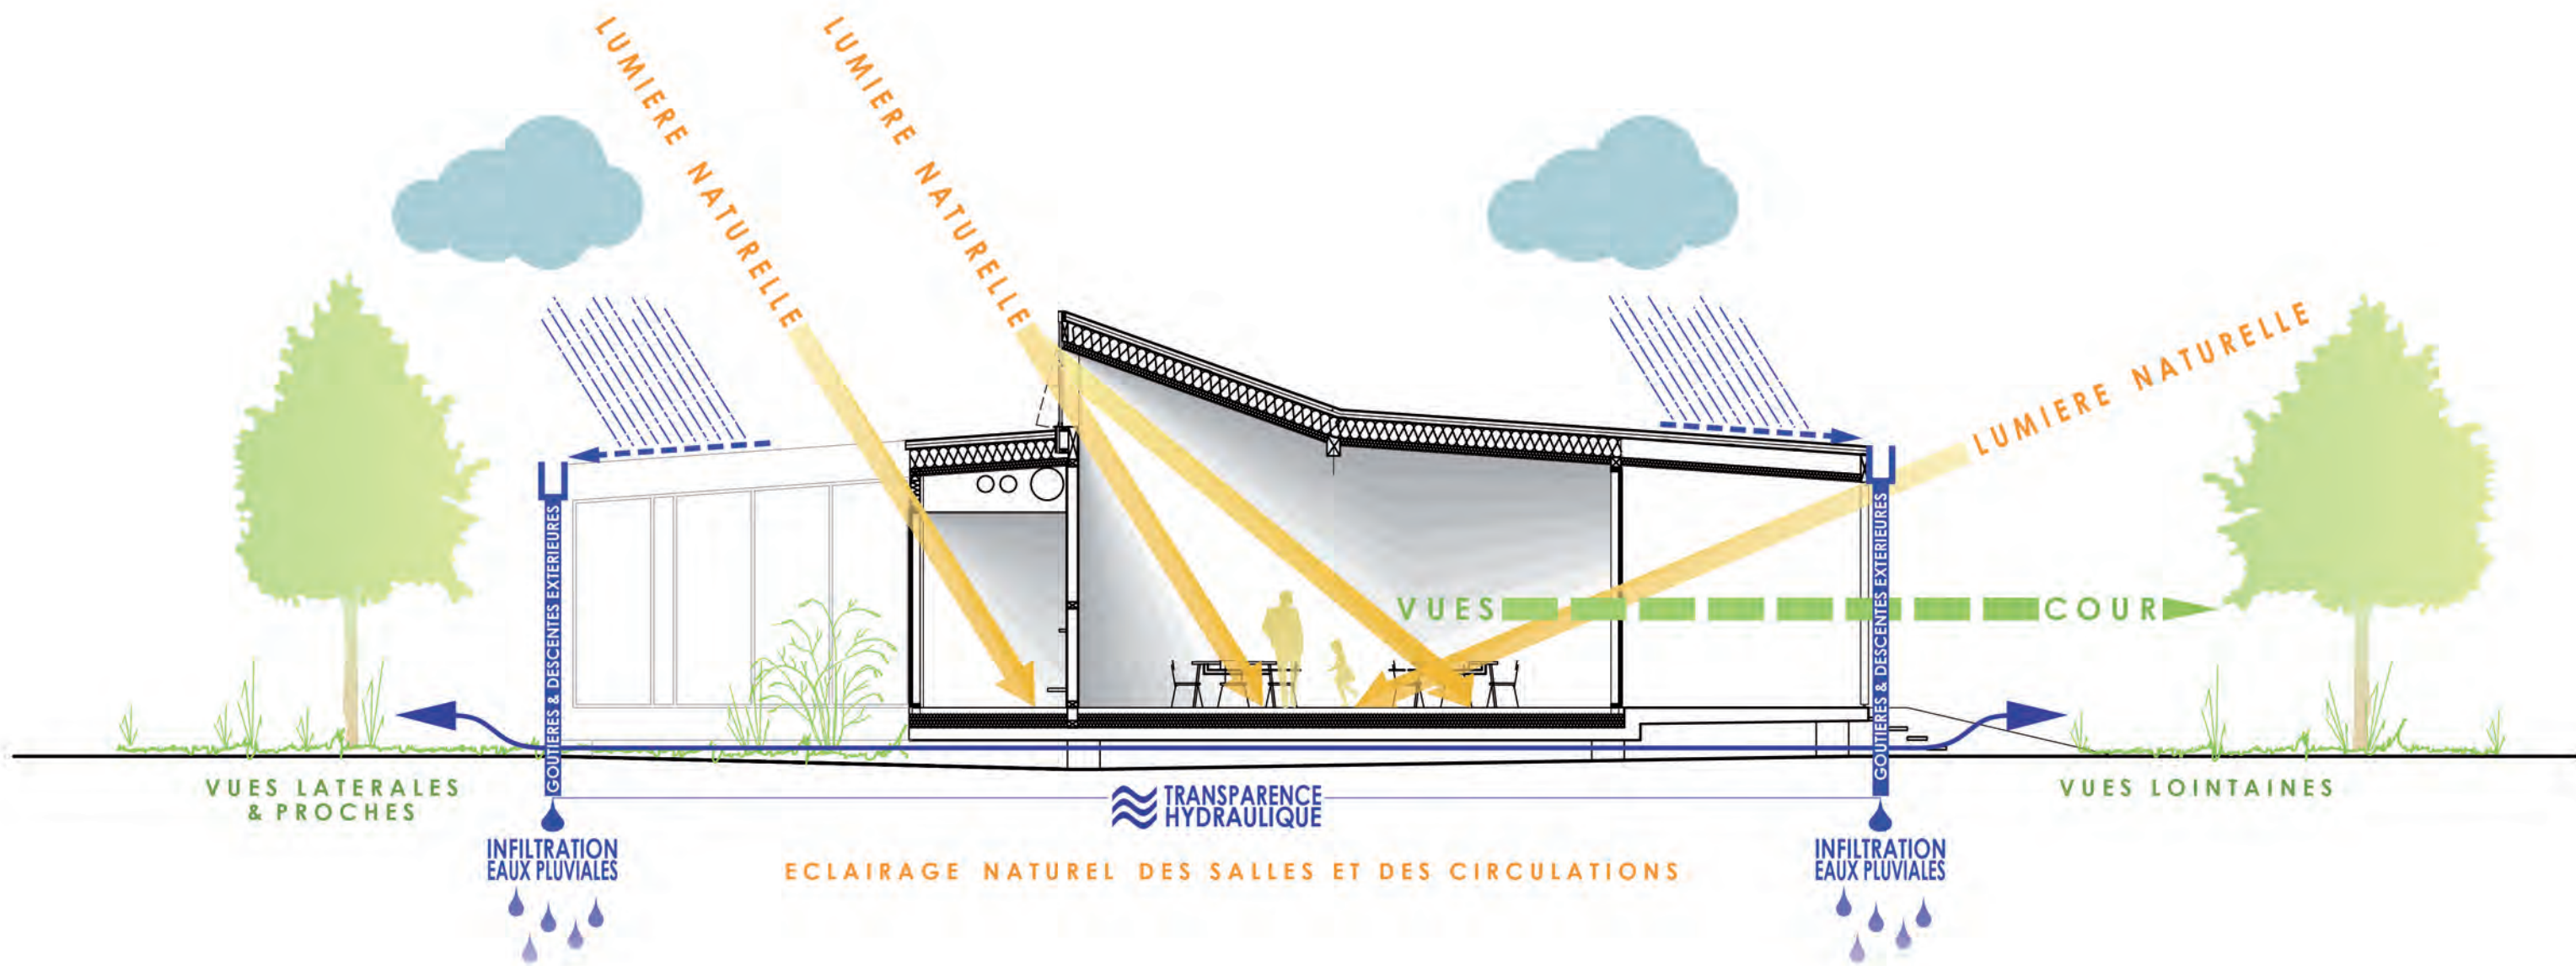 LUMIERE NATURELLE
LUMIERE NATURELLE
LUMIERE NATURELLE
VUES
COUR
GOUTIERES & DESCENTES EXTERIEURES
GOUTIERES & DESCENTES EXTERIEURES
VUES LATERALES
& PROCHES
TRANSPARENCE
HYDRAULIQUE
VUES LOINTAINES
INFILTRATION
EAUX PLUVIALES
ECLAIRAGE NATUREL DES SALLES ET DES CIRCULATIONS
INFILTRATION
EAUX PLUVIALES